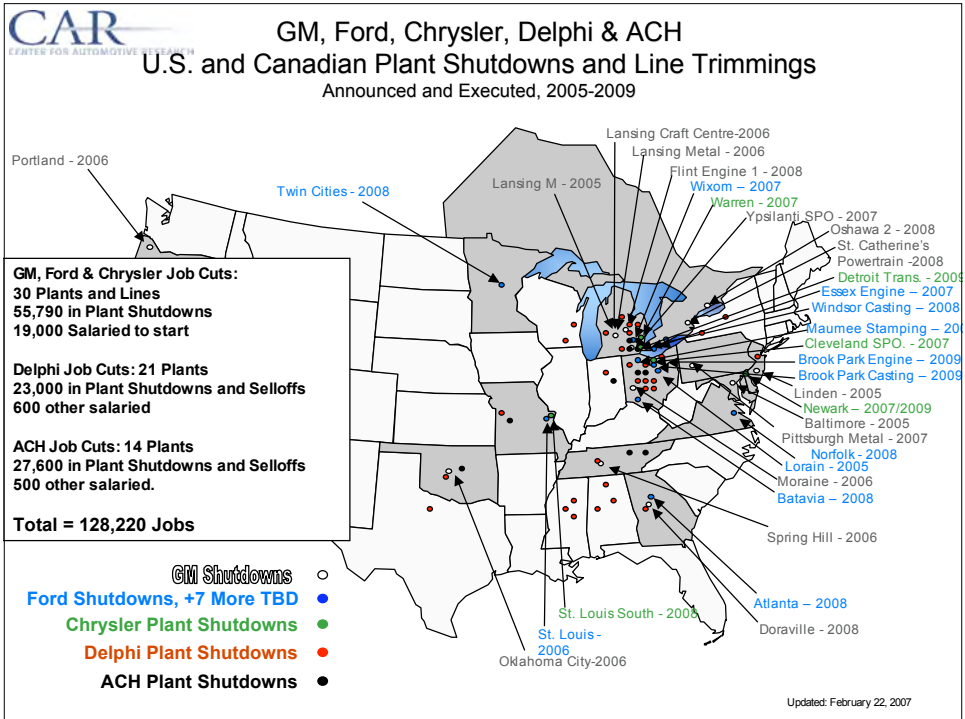 CAR
CENTER FOR AUTOMOTIVE RESEARCH
GM, Ford, Chrysler, Delphi & ACH
U.S. and Canadian Plant Shutdowns and Line Trimmings
Announced and Executed, 2005-2009
Portland - 2006
Twin Cities - 2008
Lansing M - 2005
Lansing Craft Centre-2006
Lansing Metal - 2006
Flint Engine 1 - 2008
Wixom – 2007
Warren - 2007
Ypsilanti SPO - 2007
Oshawa 2 - 2008
St. Catherine's
Powertrain -2008
Detroit Trans. - 2009
Essex Engine – 2007
Windsor Casting – 2008
Maumee Stamping - 200
Cleveland SPO. - 2007
Brook Park Engine – 2009
Brook Park Casting – 2009
Linden - 2005
Newark – 2007/2009
Baltimore - 2005
Pittsburgh Metal - 2007
Norfolk - 2008
Lorain - 2005
Moraine - 2006
Batavia – 2008
Spring Hill - 2006
Atlanta – 2008
Doraville - 2008
St. Louis South - 2008
St. Louis -
2006
Oklahoma City-2006
GM, Ford & Chrysler Job Cuts:
30 Plants and Lines
55,790 in Plant Shutdowns
19,000 Salaried to start
Delphi Job Cuts: 21 Plants
23,000 in Plant Shutdowns and Selloffs
600 other salaried
ACH Job Cuts: 14 Plants
27,600 in Plant Shutdowns and Selloffs
500 other salaried.
Total = 128,220 Jobs
GM Shutdowns
Ford Shutdowns, +7 More TBD
Chrysler Plant Shutdowns
Delphi Plant Shutdowns
ACH Plant Shutdowns
Updated: February 22, 2007